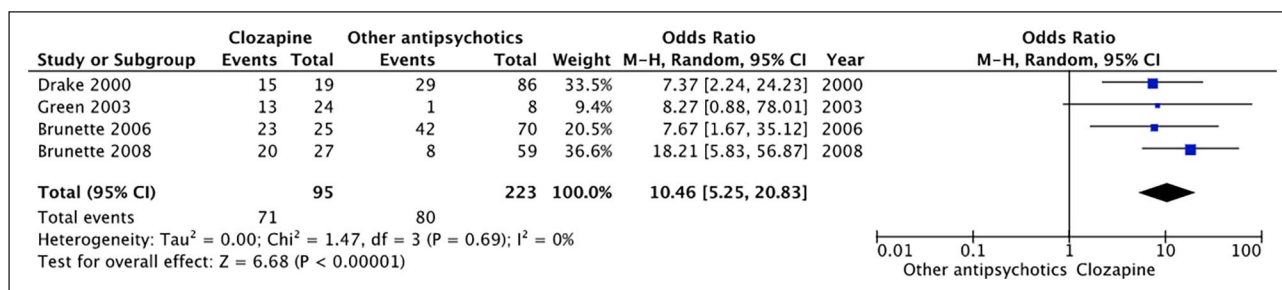 Clozapine Other antipsychotics Odds Ratio Odds Ratio
Study or Subgroup Events Total Events Total Weight M-H, Random, 95% CI Year M-H, Random, 95% CI
Drake 2000 15 19 29 86 33.5% 7.37 [2.24, 24.23] 2000
Green 2003 13 24 1 8 9.4% 8.27 [0.88, 78.01] 2003
Brunette 2006 23 25 42 70 20.5% 7.67 [1.67, 35.12] 2006
Brunette 2008 20 27 8 59 36.6% 18.21 [5.83, 56.87] 2008
Total (95% CI) 95 223 100.0% 10.46 [5.25, 20.83]
Total events 71 80
Heterogeneity: Tau² = 0.00; Chi² = 1.47, df = 3 (P = 0.69); I² = 0%
Test for overall effect: Z = 6.68 (P < 0.00001)
0.01 0.1 1 10 100
Other antipsychotics Clozapine